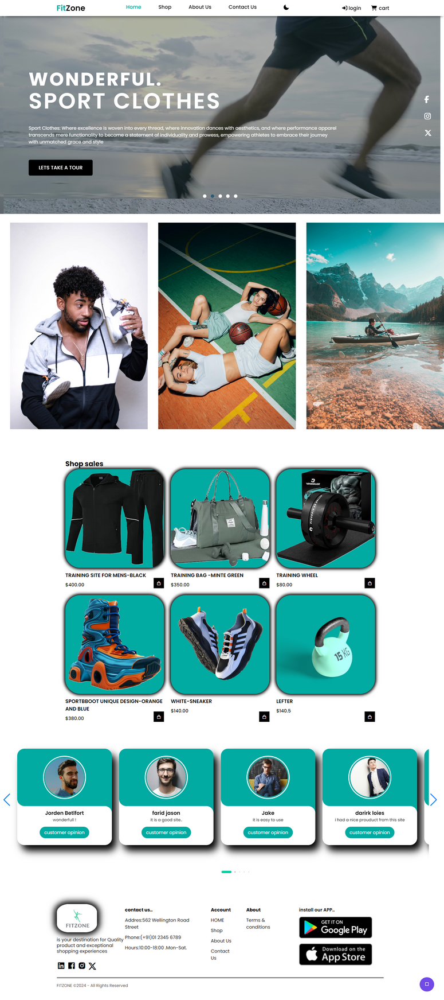 FitZone
Home
Shop
About Us
Contact Us
login
cart
WONDERFUL.
SPORT CLOTHES
Sport Clothes: Where excellence is woven into every thread, where innovation dances with aesthetics, and where performance apparel
transcends mere functionality to become a statement of individuality and prowess, empowering athletes to embrace their journey
with unmatched grace and style
LETS TAKE A TOUR
Shop sales
TRAINING SITE FOR MENS-BLACK
$400.00
TRAINING BAG -MINTE GREEN
$350.00
TRAINING WHEEL
$80.00
15 KG
SPORTBBOOT UNIQUE DESIGN-ORANGE
AND BLUE
$380.00
WHITE-SNEAKER
$140.00
LEFTER
$140.5
Jorden Betlfort
wonderfull !
customer opinion
farid jason
it is a good site..
customer opinion
Jake
it is easy to use
customer opinion
darirk loies
i had a nice prouduct from this site
customer opinion
FITZONE
is your destination for Quality
product and exceptional
shopping experiences
contact us..
Addres:562 Wellington Road
Street
Phone:(+91)01 2345 6789
Hours:10:00-18:00 .Mon-Sat.
Account
HOME
Shop
About Us
Contact
Us
About
Terms &
conditions
install our APP..
GET IT ON
Google Play
Download on the
App Store
FITZONE ©2024 - All Rights Reserved